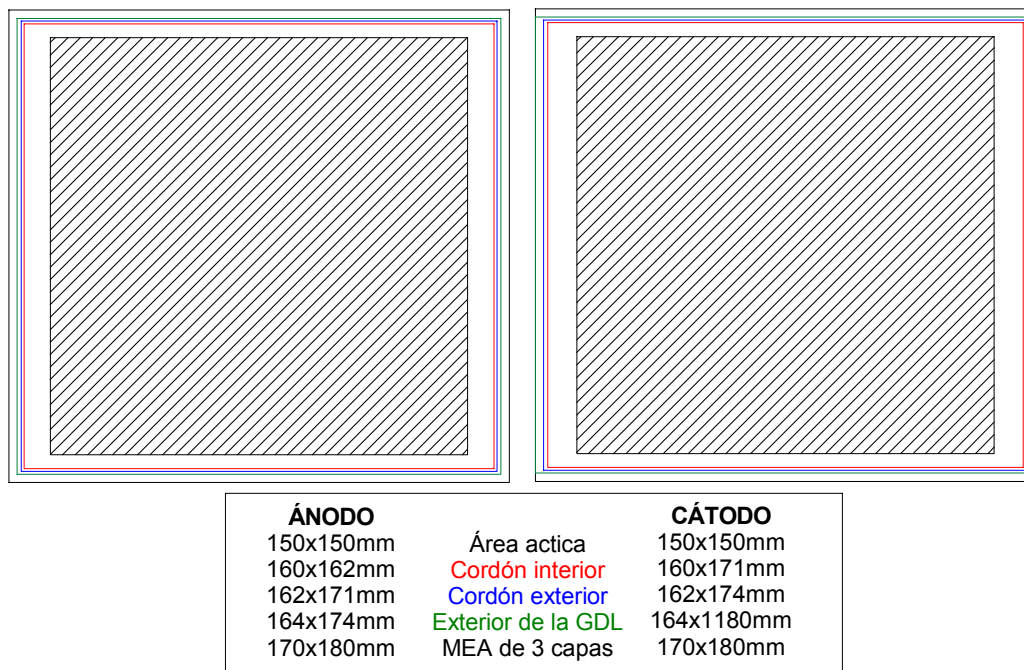 ÁNODO CÁTODO
150x150mm Área actica 150x150mm
160x162mm Cordón interior 160x171mm
162x171mm Cordón exterior 162x174mm
164x174mm Exterior de la GDL 164x1180mm
170x180mm MEA de 3 capas 170x180mm